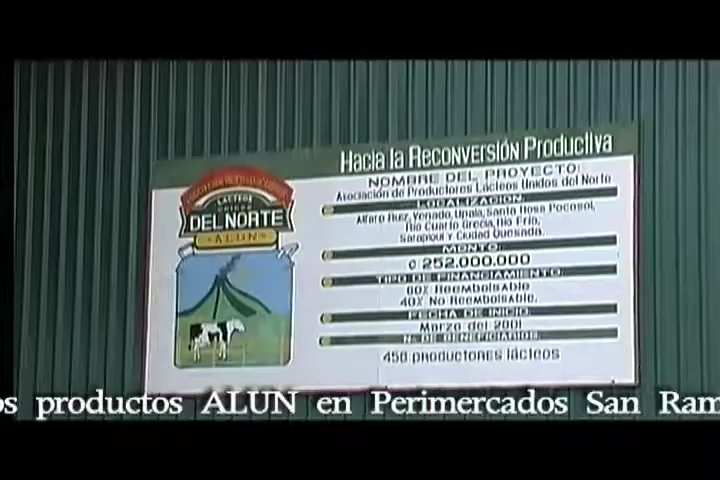 Hacia la Reconversión Productiva
NOMBRE DEL PROYECTO:
Asociación de Productores Lácteos Unidos del Norte
LOCALIZACIÓN
Alfaro Ruiz, Venado, Upala, Santa Rosa Pocosol,
Río Cuarto Grecia, Río Frío,
Sarapiquí y Ciudad Quesada.
MONTO
¢ 252.000.000
TIPO DE FINANCIAMIENTO
60% Reembolsable
40% No Reembolsable.
FECHA DE INICIO
Marzo del 2001
N. DE BENEFICIARIOS
450 productores lácteos
LÁCTEOS
UNIDOS
DEL NORTE
ALUN
os productos ALUN en Perimercados San Ram